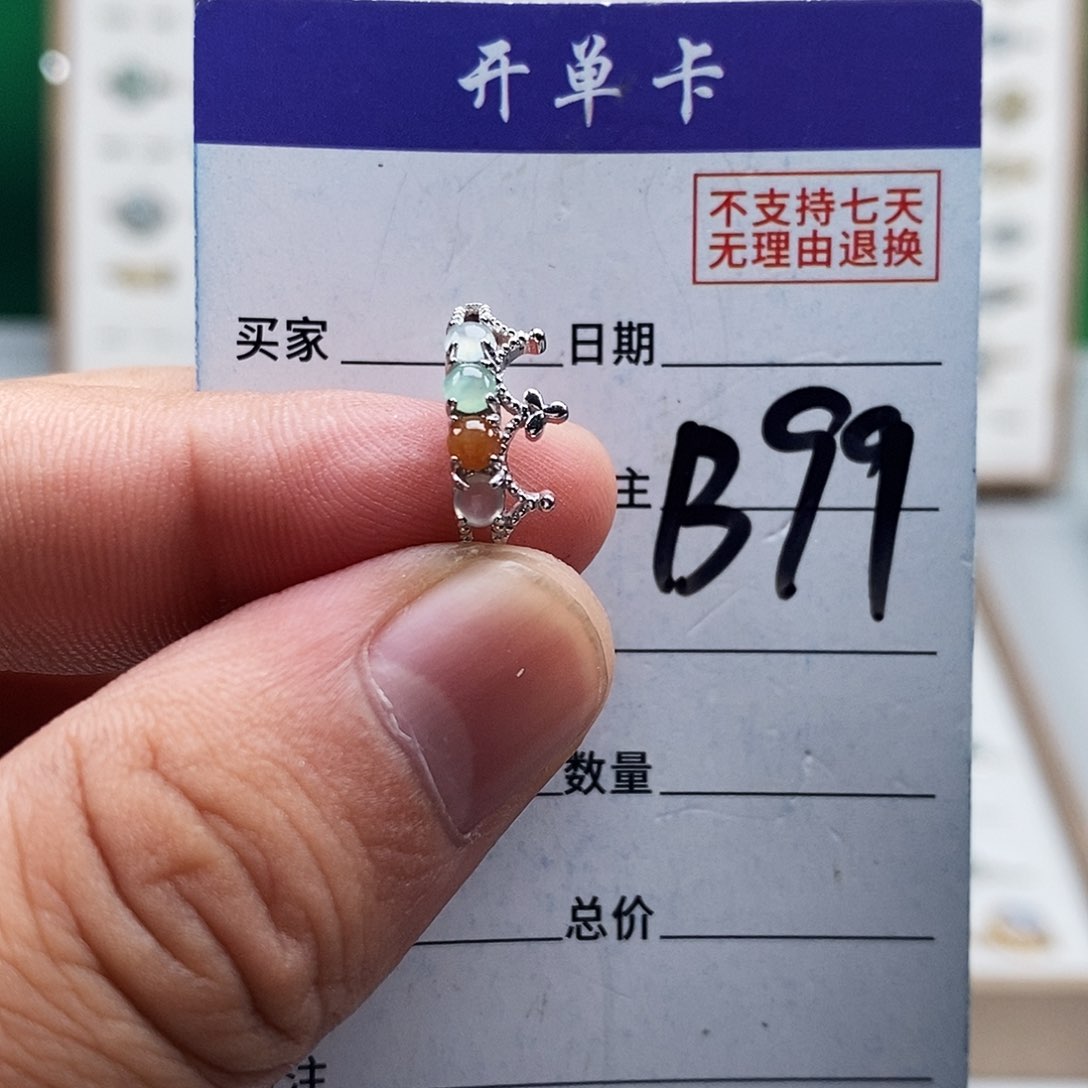 开单卡
不支持七天
无理由退换
买家 日期
主 B99
数量
总价
注